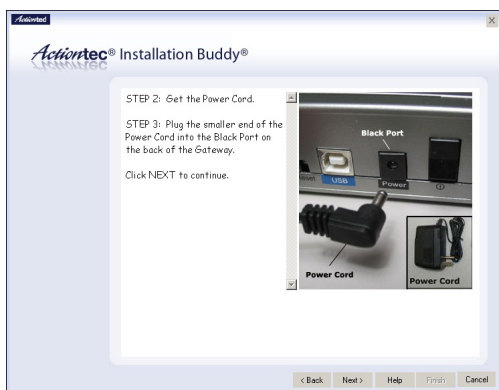 Actiontec
Actiontec® Installation Buddy®
STEP 2: Get the Power Cord.
STEP 3: Plug the smaller end of the
Power Cord into the Black Port on
the back of the Gateway.
Click NEXT to continue.
Black Port
USB
Power
Power Cord
Power Cord
< Back
Next >
Help
Finish
Cancel